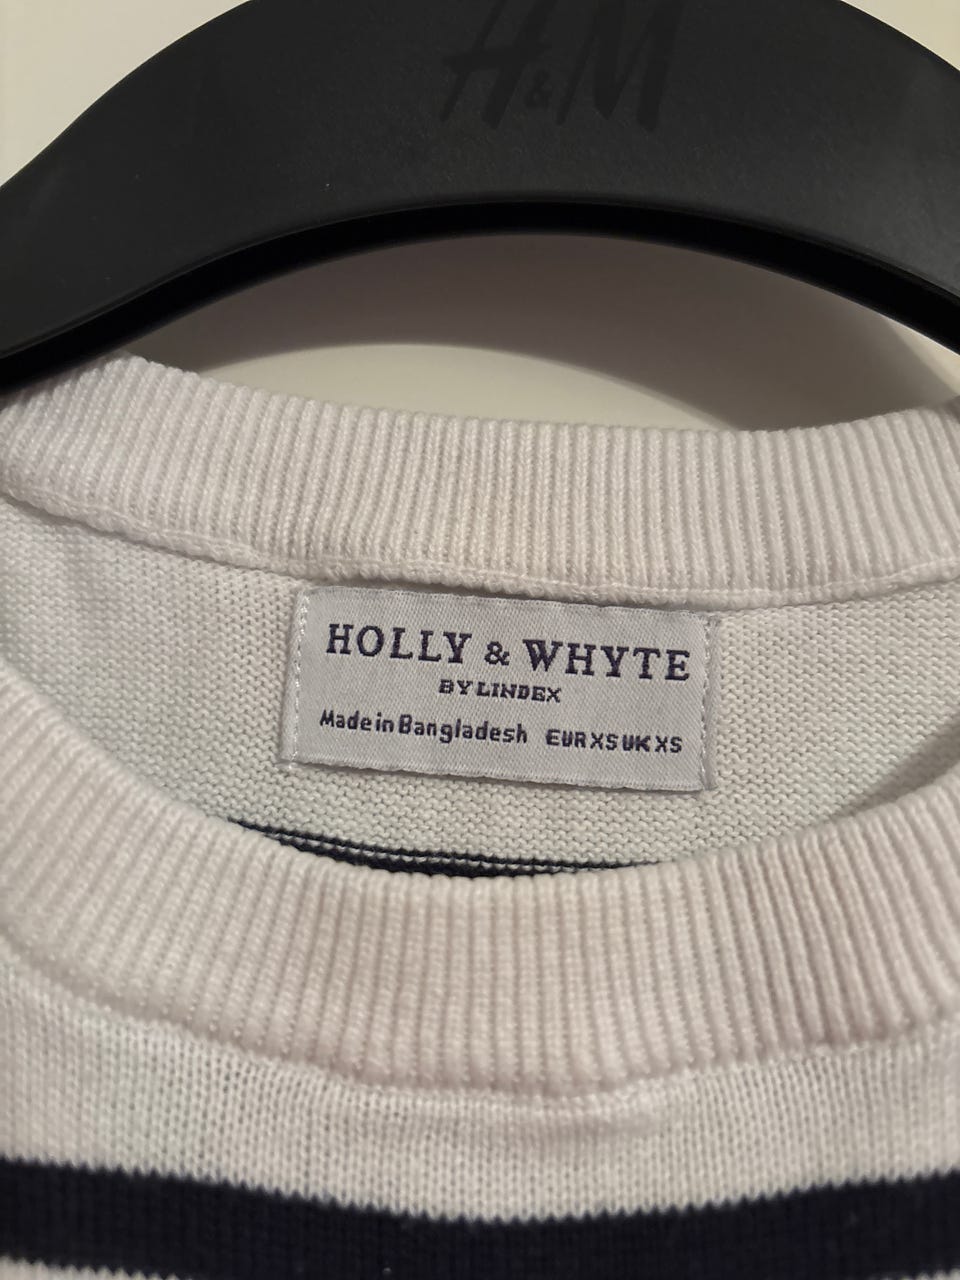 H&M
HOLLY & WHYTE
BY LINDEX
Made in Bangladesh EUR XS UK XS